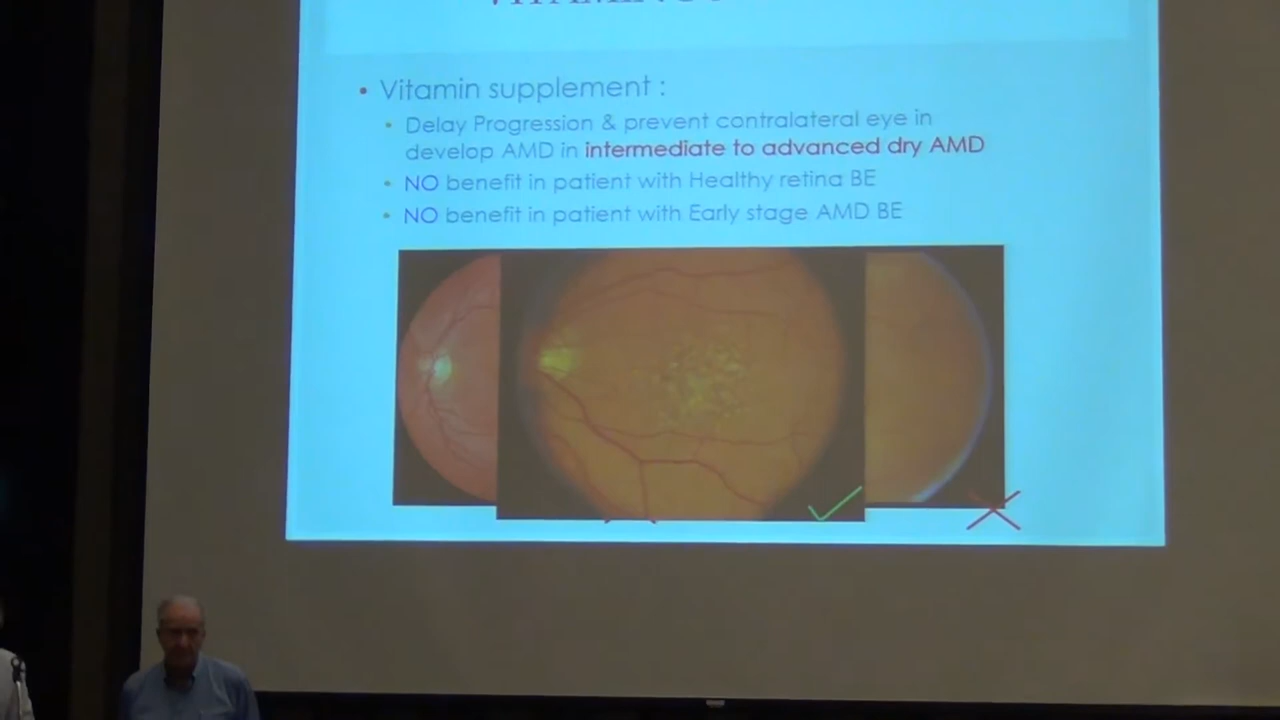 • Vitamin supplement :
• Delay Progression & prevent contralateral eye in
develop AMD in intermediate to advanced dry AMD
• NO benefit in patient with Healthy retina BE
• NO benefit in patient with Early stage AMD BE